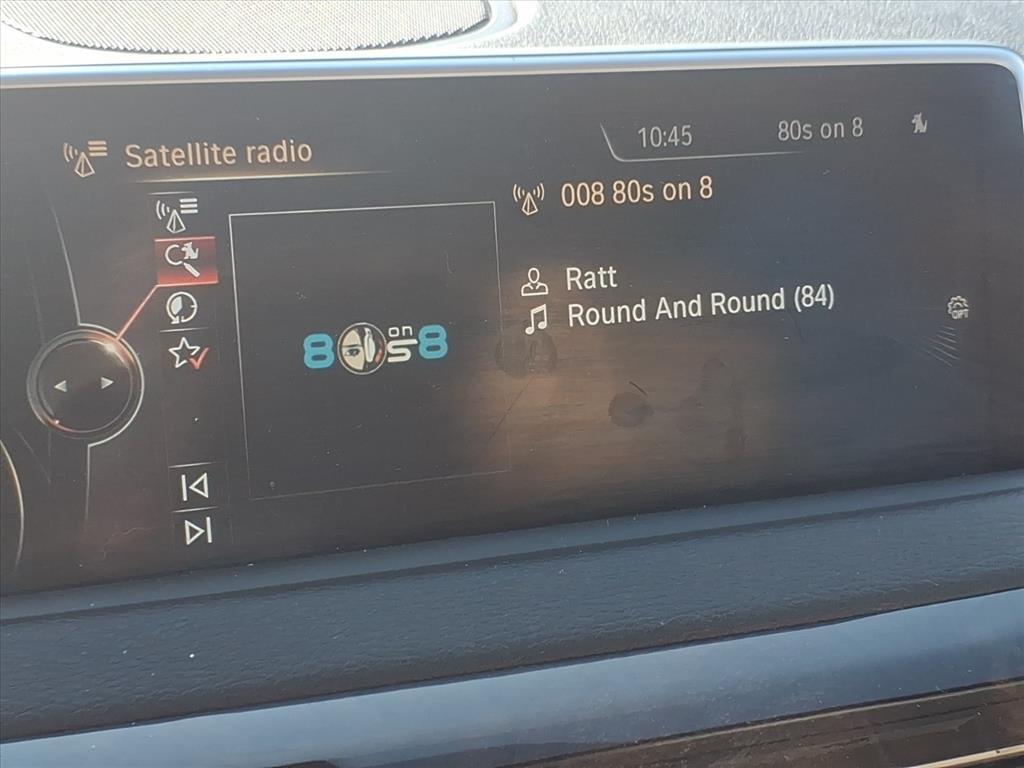 Satellite radio
10:45
80s on 8
008 80s on 8
Ratt
Round And Round (84)
80s on 8
OPT